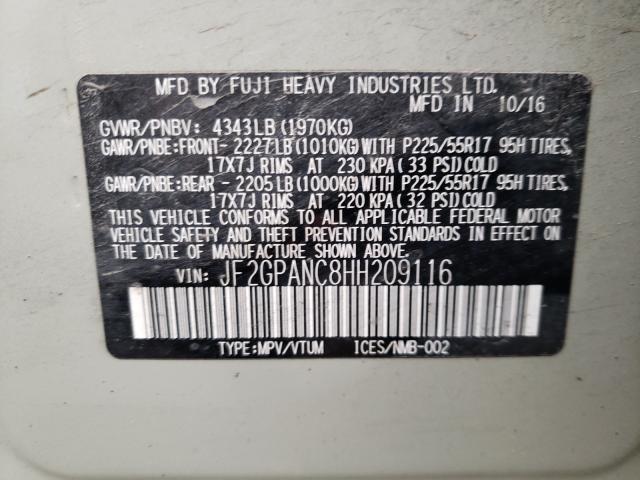 MFD BY FUJI HEAVY INDUSTRIES LTD.
MFD IN 10/16
GVWR/PNBV: 4343LB (1970KG)
GAWR/PNBE:FRONT- 2227LB (1010KG)WITH P225/55R17 95H TIRES,
17X7J RIMS AT 230 KPA( 33 PSI)COLD
GAWR/PNBE:REAR - 2205LB (1000KG)WITH P225/55R17 95H TIRES,
17X7J RIMS AT 220 KPA( 32 PSI)COLD
THIS VEHICLE CONFORMS TO ALL APPLICABLE FEDERAL MOTOR
VEHICLE SAFETY AND THEFT PREVENTION STANDARDS IN EFFECT ON
THE DATE OF MANUFACTURE SHOWN ABOVE.
VIN: JF2GPANC8HH209116
TYPE:MPV/VTUM ICES/NMB-002